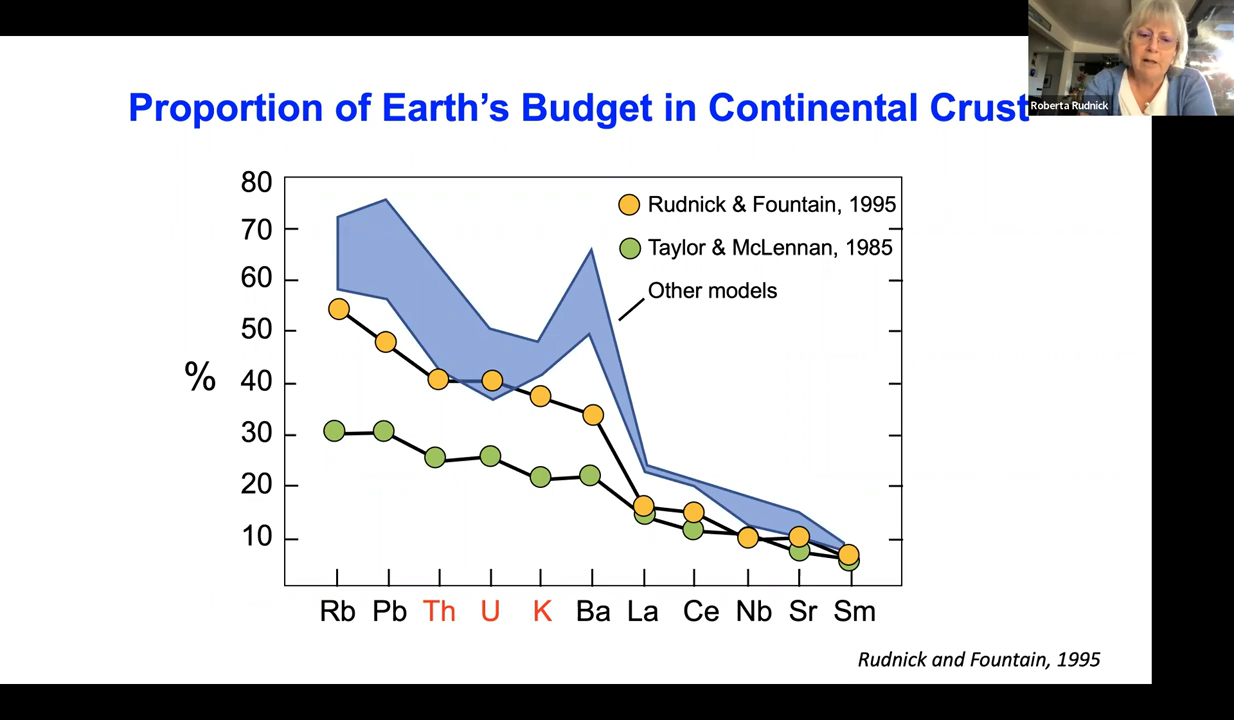 Roberta Rudnick
Proportion of Earth's Budget in Continental Crust
80
70
60
50
40
30
20
10
%
Rudnick & Fountain, 1995
Taylor & McLennan, 1985
Other models
Rb Pb Th U K Ba La Ce Nb Sr Sm
Rudnick and Fountain, 1995